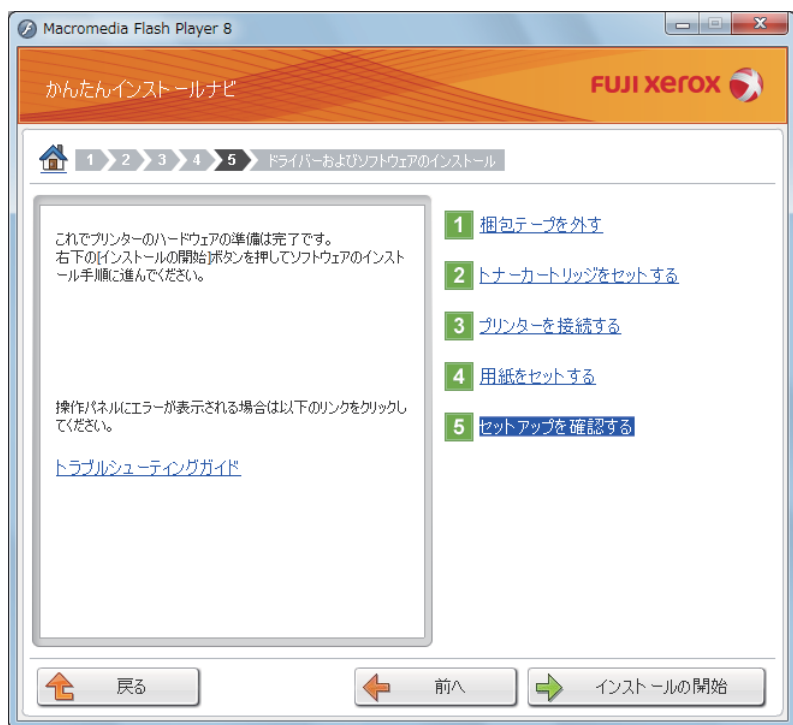 Macromedia Flash Player 8
かんたんインストールナビ
FUJI xerox
1 2 3 4 5 ドライバーおよびソフトウェアのインストール
これでプリンターのハードウェアの準備は完了です。
右下の[インストールの開始]ボタンを押してソフトウェアのインスト
ール手順に進んでください。
操作パネルにエラーが表示される場合は以下のリンクをクリックし
てください。
トラブルシューティングガイド
1 梱包テープを外す
2 トナーカートリッジをセットする
3 プリンターを接続する
4 用紙をセットする
5 セットアップを確認する
戻る
前へ
インストールの開始